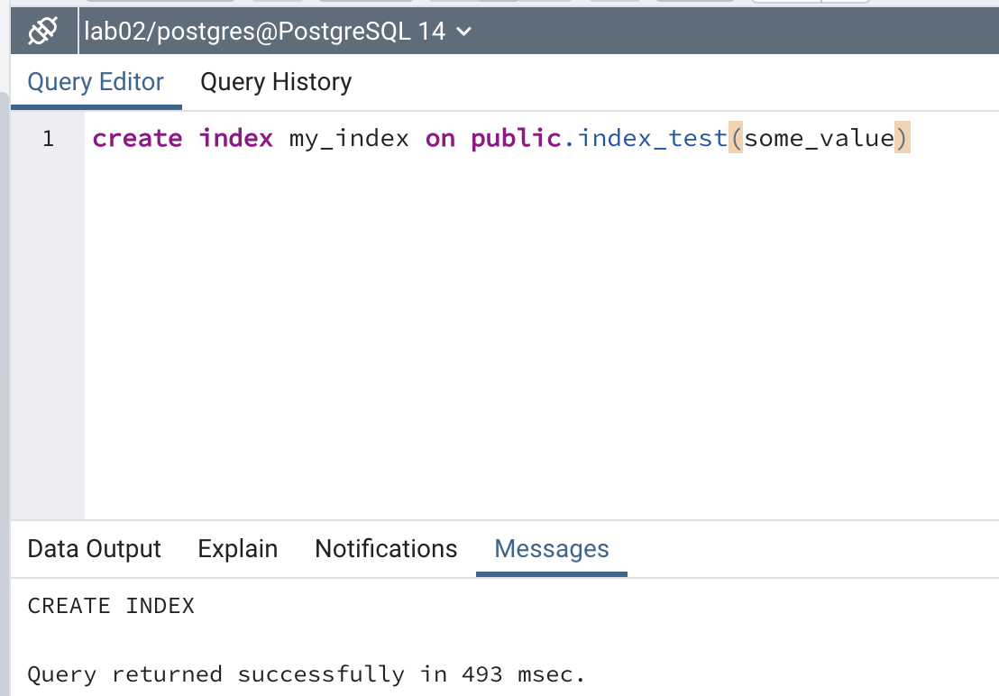 lab02/postgres@PostgreSQL 14
Query Editor Query History
1 create index my_index on public.index_test(some_value)
Data Output Explain Notifications Messages
CREATE INDEX
Query returned successfully in 493 msec.